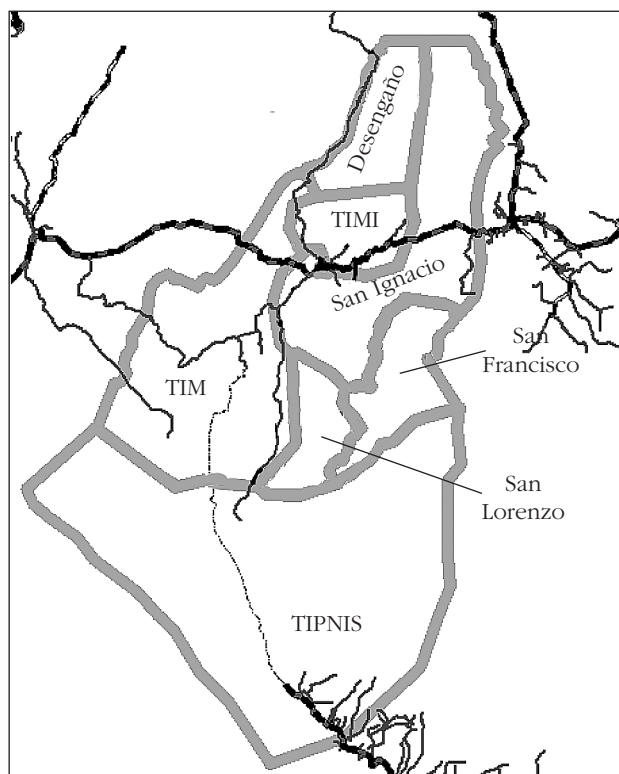 Desengaño
TIMI
San Ignacio
San
Francisco
TIM
San
Lorenzo
TIPNIS